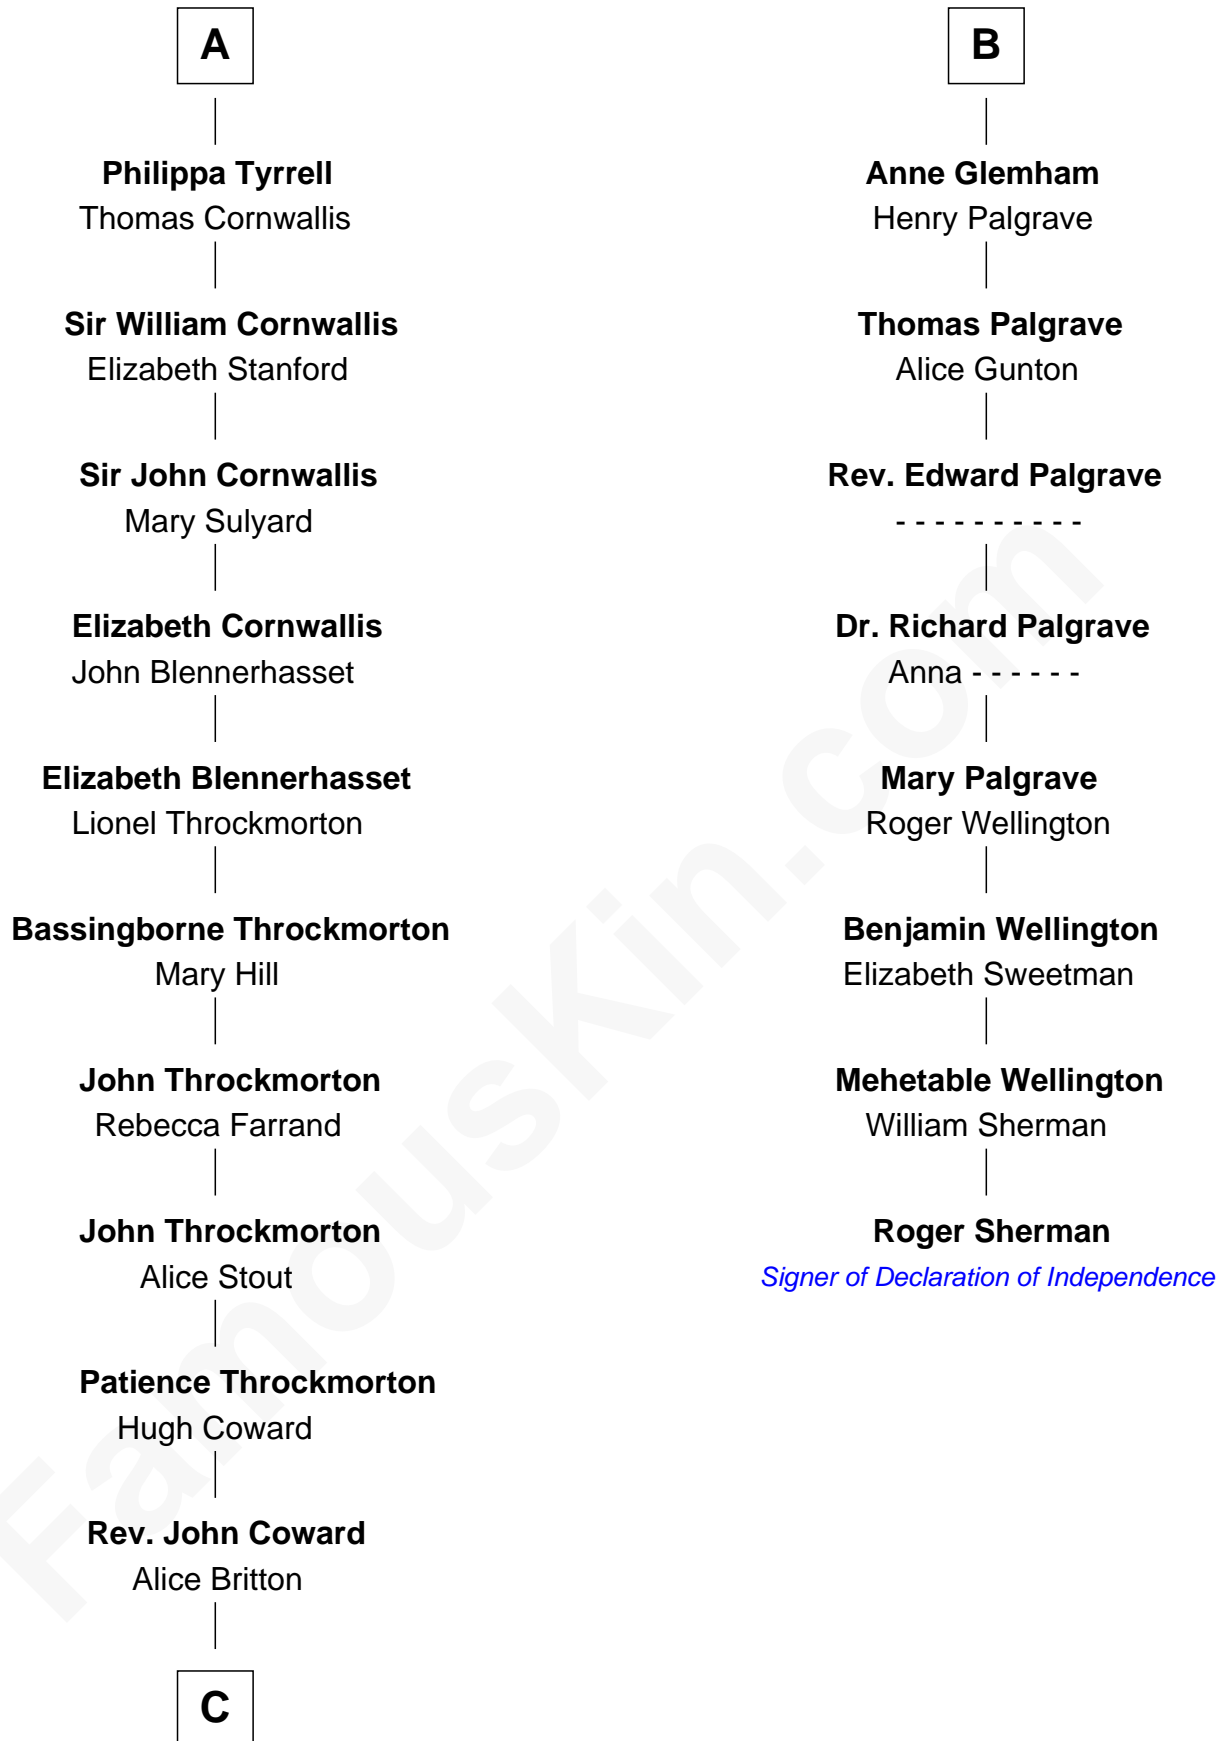 A
Philippa Tyrrell
Thomas Cornwallis
Sir William Cornwallis
Elizabeth Stanford
Sir John Cornwallis
Mary Sulyard
Elizabeth Cornwallis
John Blennerhasset
Elizabeth Blennerhasset
Lionel Throckmorton
Bassingborne Throckmorton
Mary Hill
John Throckmorton
Rebecca Farrand
John Throckmorton
Alice Stout
Patience Throckmorton
Hugh Coward
Rev. John Coward
Alice Britton
C
B
Anne Glemham
Henry Palgrave
Thomas Palgrave
Alice Gunton
Rev. Edward Palgrave
- - - - - - - - - -
Dr. Richard Palgrave
Anna - - - - - -
Mary Palgrave
Roger Wellington
Benjamin Wellington
Elizabeth Sweetman
Mehetable Wellington
William Sherman
Roger Sherman
Signer of Declaration of Independence
FamousKin.com